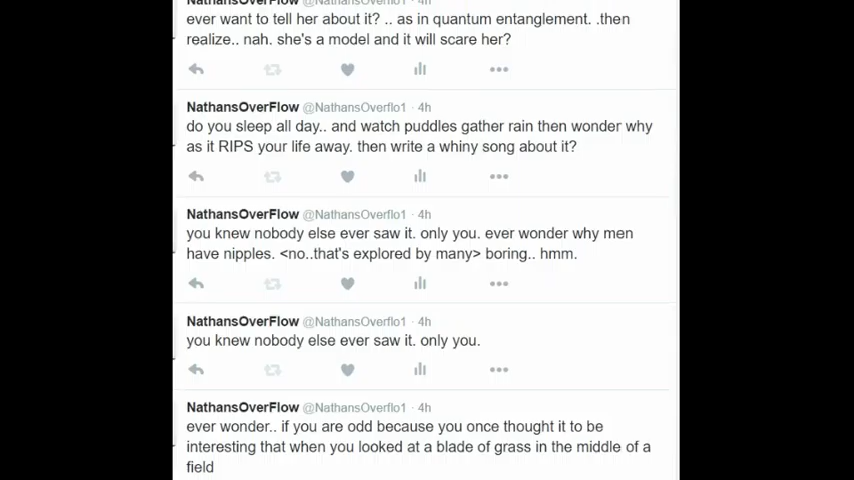 NathansOverFlow @NathansOverflo1 · 4h
ever want to tell her about it? .. as in quantum entanglement. .then
realize.. nah. she's a model and it will scare her?
NathansOverFlow @NathansOverflo1 · 4h
do you sleep all day.. and watch puddles gather rain then wonder why
as it RIPS your life away. then write a whiny song about it?
NathansOverFlow @NathansOverflo1 · 4h
you knew nobody else ever saw it. only you. ever wonder why men
have nipples. <no..that's explored by many> boring.. hmm.
NathansOverFlow @NathansOverflo1 · 4h
you knew nobody else ever saw it. only you.
NathansOverFlow @NathansOverflo1 · 4h
ever wonder.. if you are odd because you once thought it to be
interesting that when you looked at a blade of grass in the middle of a
field